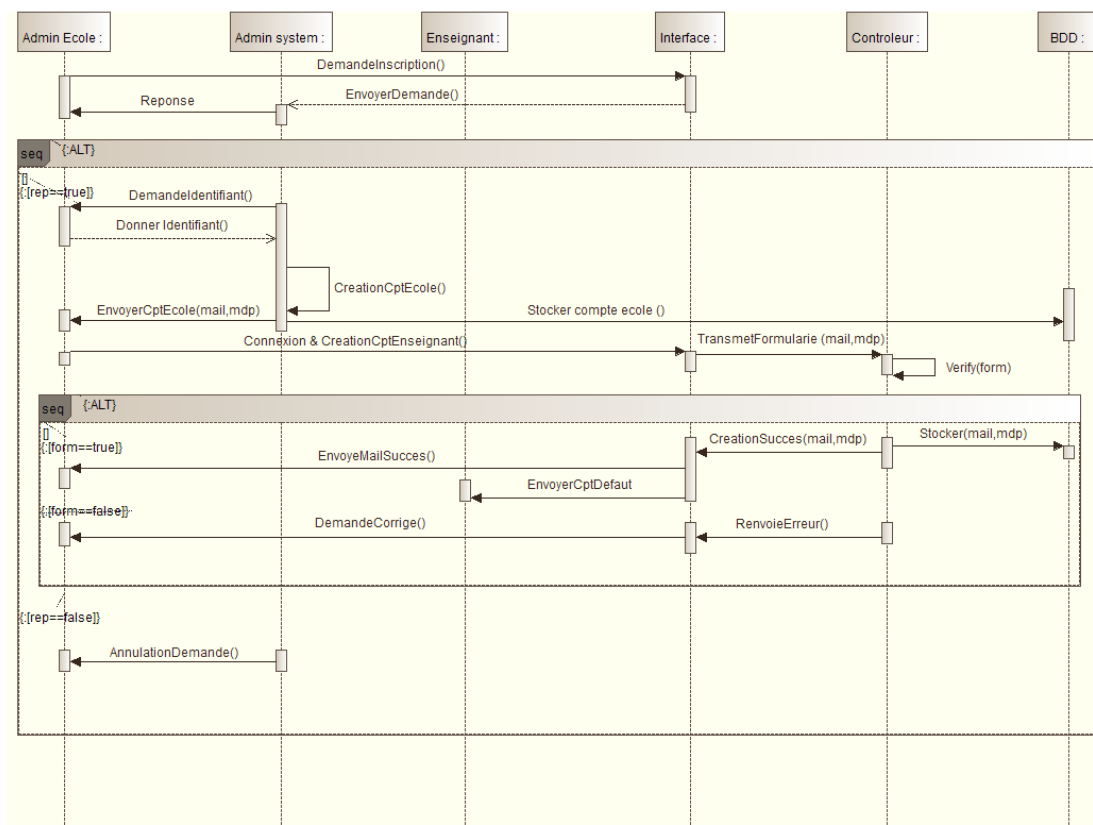 Admin Ecole :
Admin system :
Enseignant :
Interface :
Controleur :
BDD :
DemandeInscription()
EnvoyerDemande()
Reponse
seq
{:ALT}
[]
{:[rep==true]}
DemandeIdentifiant()
Donner Identifiant()
CreationCptEcole()
EnvoyerCptEcole(mail,mdp)
Stocker compte ecole ()
Connexion & CreationCptEnseignant()
TransmetFormularie (mail,mdp)
Verify(form)
seq
{:ALT}
[]
{:[form==true]}
CreationSucces(mail,mdp)
Stocker(mail,mdp)
EnvoyeMailSucces()
EnvoyerCptDefaut
{:[form==false]}
DemandeCorrige()
RenvoieErreur()
{:[rep==false]}
AnnulationDemande()